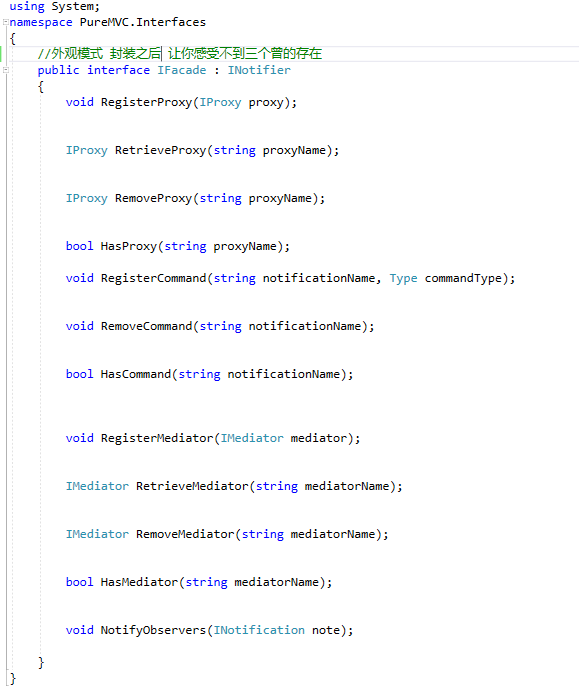 using System;
namespace PureMVC.Interfaces
{
//外观模式 封装之后 让你感受不到三个曾的存在
public interface IFacade : INotifier
{
void RegisterProxy(IProxy proxy);
IProxy RetrieveProxy(string proxyName);
IProxy RemoveProxy(string proxyName);
bool HasProxy(string proxyName);
void RegisterCommand(string notificationName, Type commandType);
void RemoveCommand(string notificationName);
bool HasCommand(string notificationName);
void RegisterMediator(IMediator mediator);
IMediator RetrieveMediator(string mediatorName);
IMediator RemoveMediator(string mediatorName);
bool HasMediator(string mediatorName);
void NotifyObservers(INotification note);
}
}